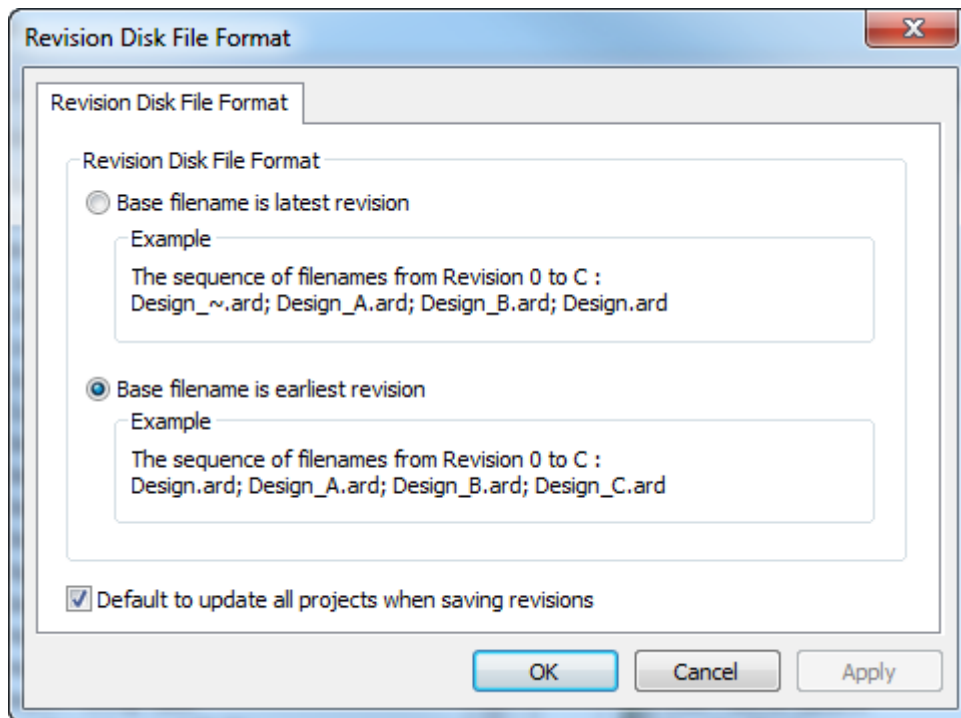 Revision Disk File Format
Revision Disk File Format
Revision Disk File Format
Base filename is latest revision
Example
The sequence of filenames from Revision 0 to C :
Design_~.ard; Design_A.ard; Design_B.ard; Design.ard
Base filename is earliest revision
Example
The sequence of filenames from Revision 0 to C :
Design.ard; Design_A.ard; Design_B.ard; Design_C.ard
Default to update all projects when saving revisions
OK Cancel Apply